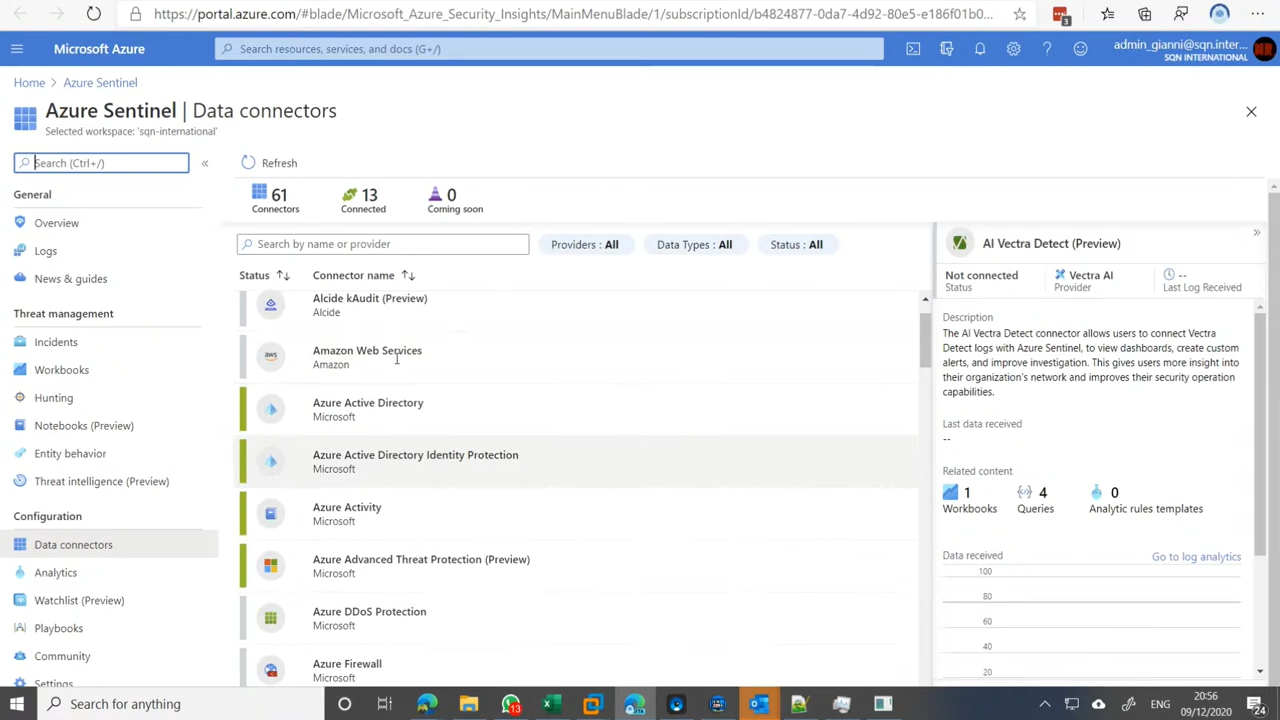 https://portal.azure.com/#blade/Microsoft_Azure_Security_Insights/MainMenuBlade/1/subscriptionId/b4824877-0da7-4d92-80e5-e186f01b0...
3
Microsoft Azure
Search resources, services, and docs (G+/)
admin_gianni@sqn.inter...
SQN INTERNATIONAL
Home > Azure Sentinel
Azure Sentinel | Data connectors
Selected workspace: 'sqn-international'
Search (Ctrl+/)
«
General
Overview
Logs
News & guides
Threat management
Incidents
Workbooks
Hunting
Notebooks (Preview)
Entity behavior
Threat intelligence (Preview)
Configuration
Data connectors
Analytics
Watchlist (Preview)
Playbooks
Community
Settings
Refresh
61 Connectors
13 Connected
0 Coming soon
Search by name or provider
Providers : All
Data Types : All
Status : All
Status ↑↓ Connector name ↑↓
Alcide kAudit (Preview)
Alcide
aws
Amazon Web Services
Amazon
Azure Active Directory
Microsoft
Azure Active Directory Identity Protection
Microsoft
Azure Activity
Microsoft
Azure Advanced Threat Protection (Preview)
Microsoft
Azure DDoS Protection
Microsoft
Azure Firewall
AI Vectra Detect (Preview)
»
Not connected Vectra AI --
Status Provider Last Log Received
Description
The AI Vectra Detect connector allows users to connect Vectra
Detect logs with Azure Sentinel, to view dashboards, create custom
alerts, and improve investigation. This gives users more insight into
their organization's network and improves their security operation
capabilities.
Last data received
--
Related content
1 4 0
Workbooks Queries Analytic rules templates
Data received Go to log analytics
100
80
60
40
20
Search for anything
13
ENG
20:56
09/12/2020
24